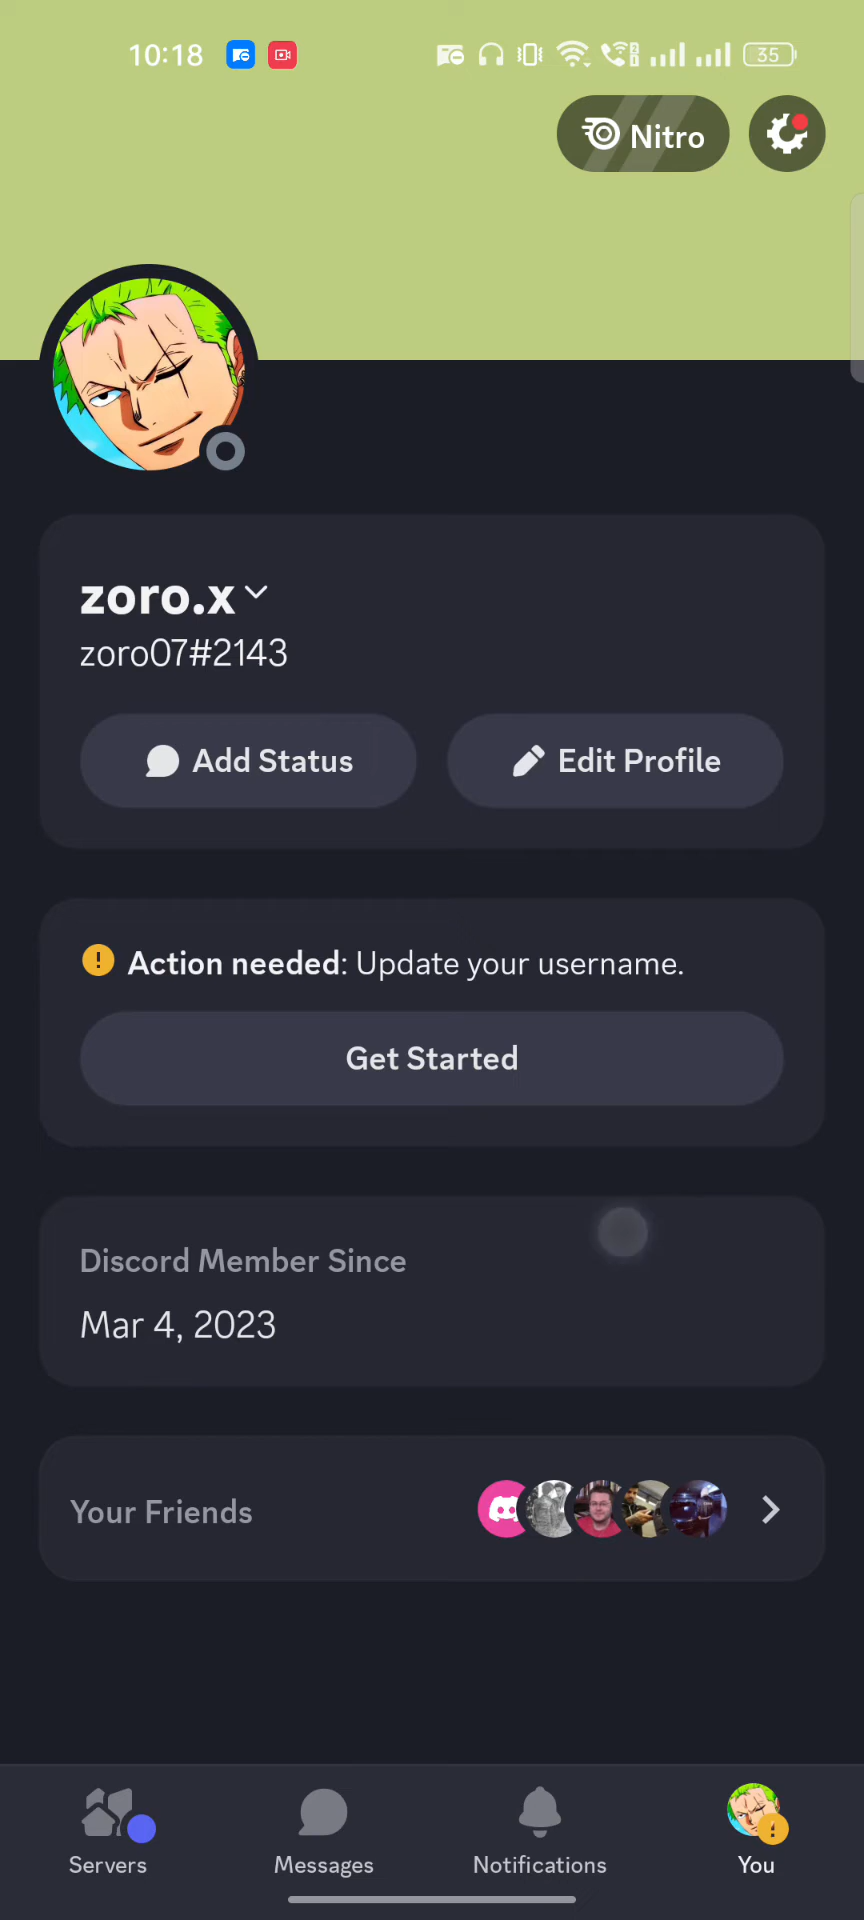 10:18
35
Nitro
zoro.x
zoro07#2143
Add Status
Edit Profile
Action needed: Update your username.
Get Started
Discord Member Since
Mar 4, 2023
Your Friends
Servers
Messages
Notifications
You